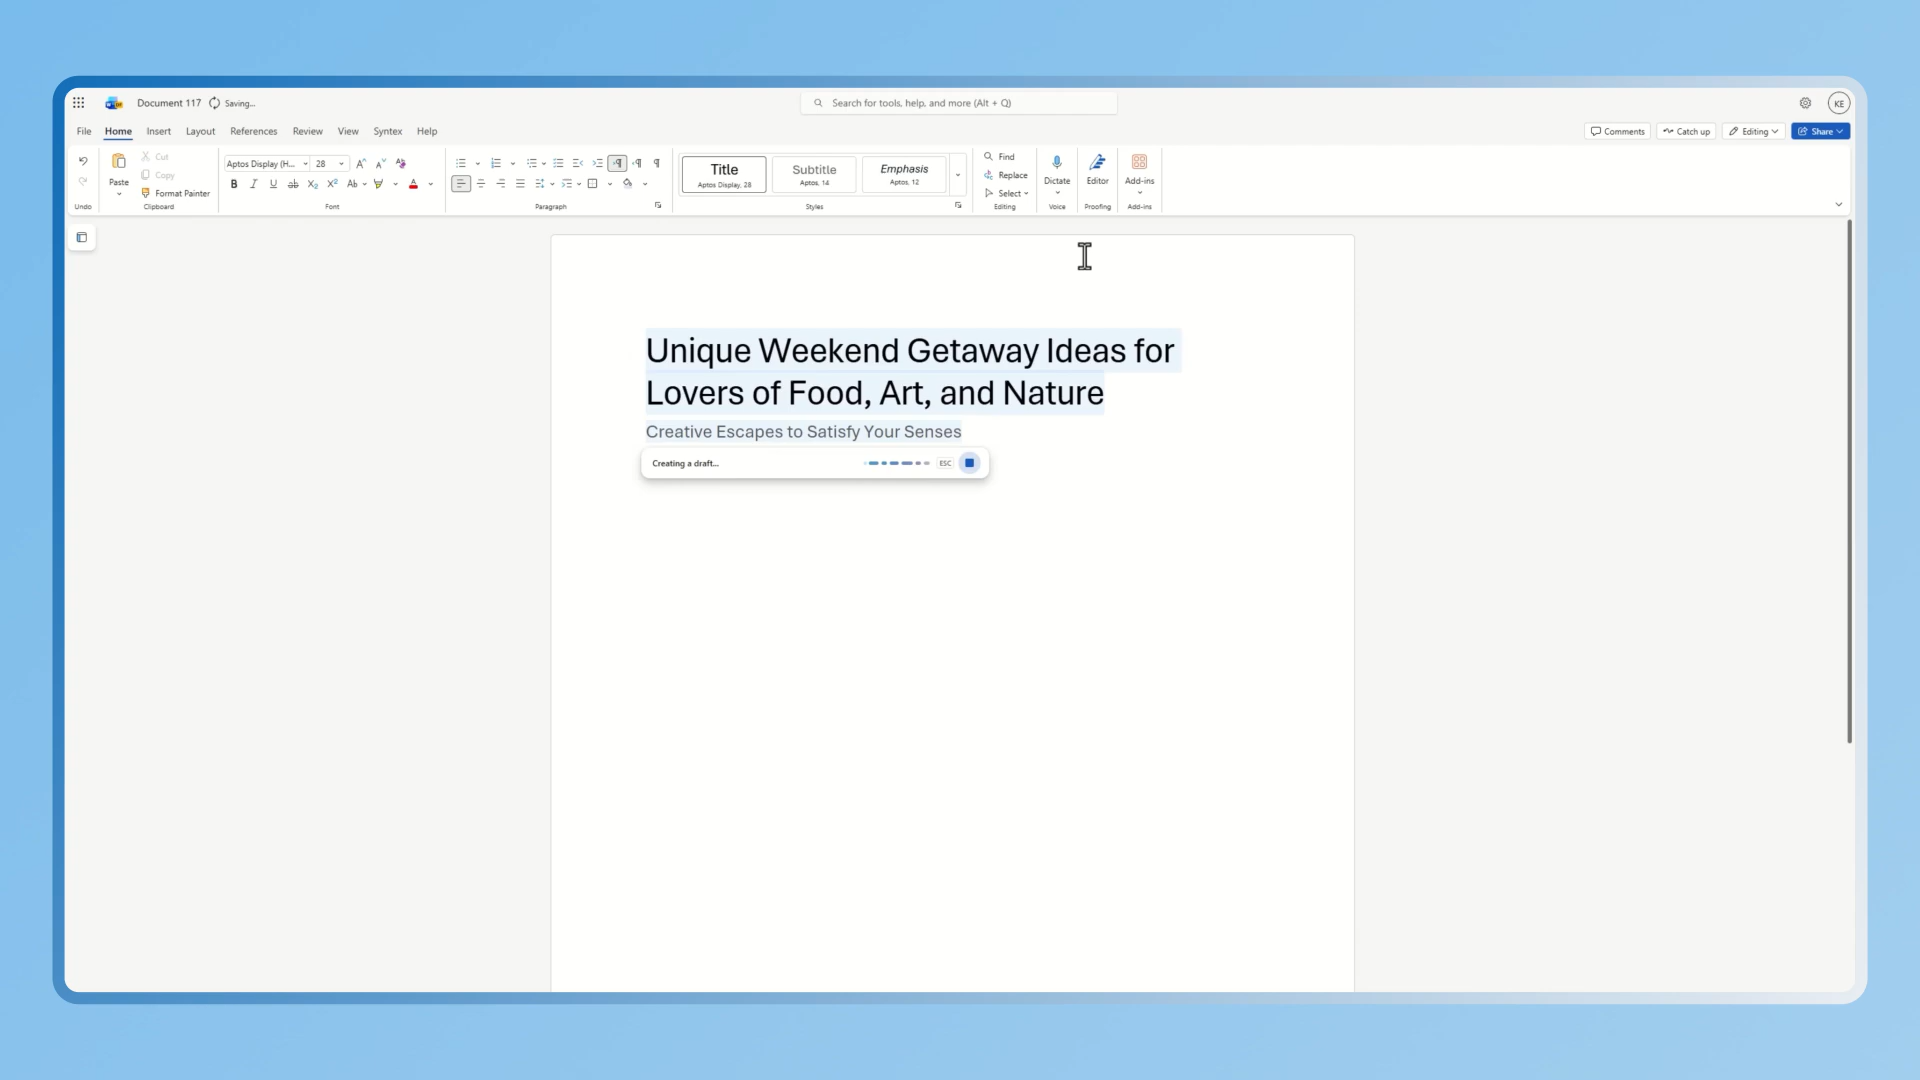 Document 117 Saving...
Search for tools, help, and more (Alt + Q)
KE
File Home Insert Layout References Review View Syntex Help
Comments Catch up Editing Share
Paste
Cut
Copy
Format Painter
Undo
Clipboard
Aptos Display (H... 28
Font
Paragraph
Title
Aptos Display, 28
Subtitle
Aptos, 14
Emphasis
Aptos, 12
Styles
Find
Replace
Select
Editing
Dictate
Voice
Editor
Proofing
Add-ins
Add-ins
Unique Weekend Getaway Ideas for
Lovers of Food, Art, and Nature
Creative Escapes to Satisfy Your Senses
Creating a draft... ESC